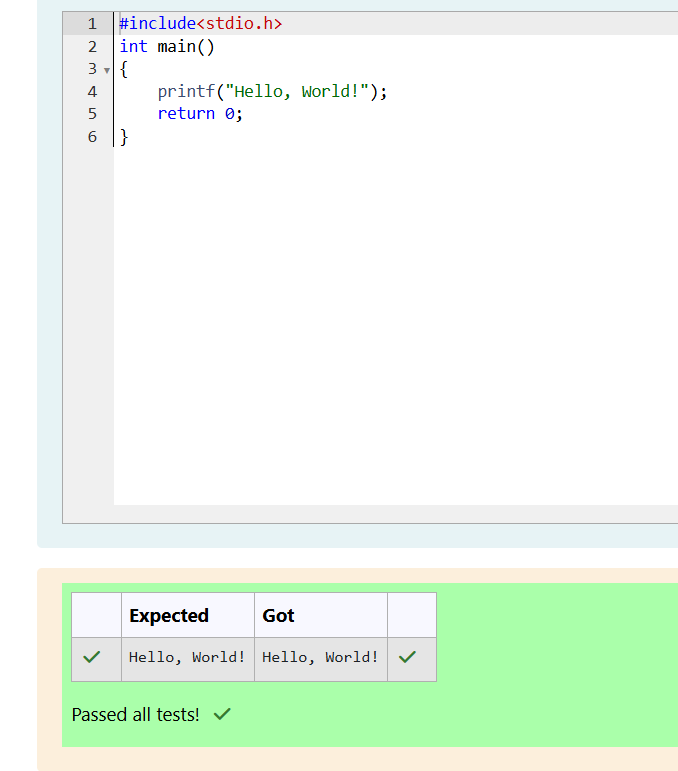 1 #include<stdio.h>
2 int main()
3 {
4     printf("Hello, World!");
5     return 0;
6 }
Expected Got
Hello, World! Hello, World!
Passed all tests!